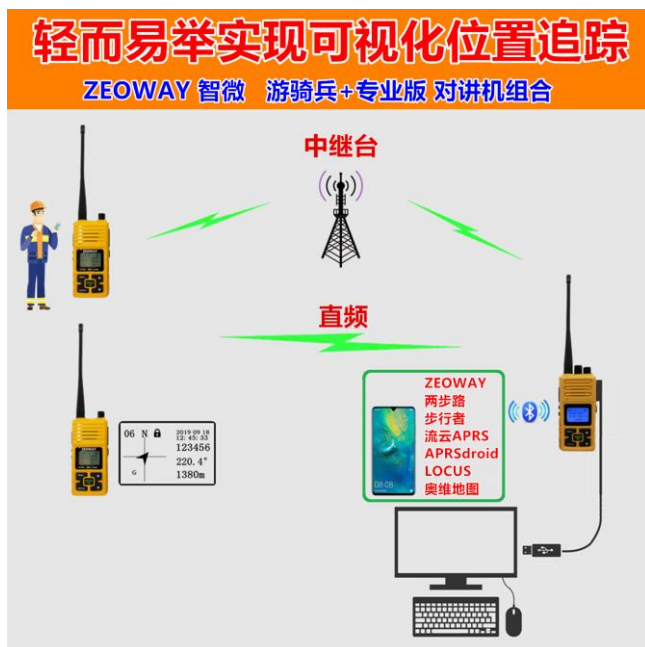 轻而易举实现可视化位置追踪
ZEOWAY 智微 游骑兵+专业版 对讲机组合
中继台
直频
06 N
2019 09 18
12: 45: 33
123456
220. 4°
G
1380m
ZEOWAY
两步路
步行者
流云APRS
APRSdroid
LOCUS
奥维地图
08:08